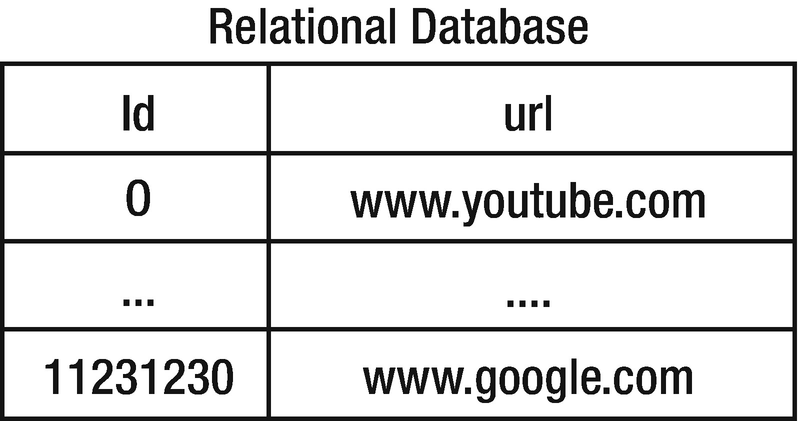 Relational Database
Id url
0 www.youtube.com
... ....
11231230 www.google.com